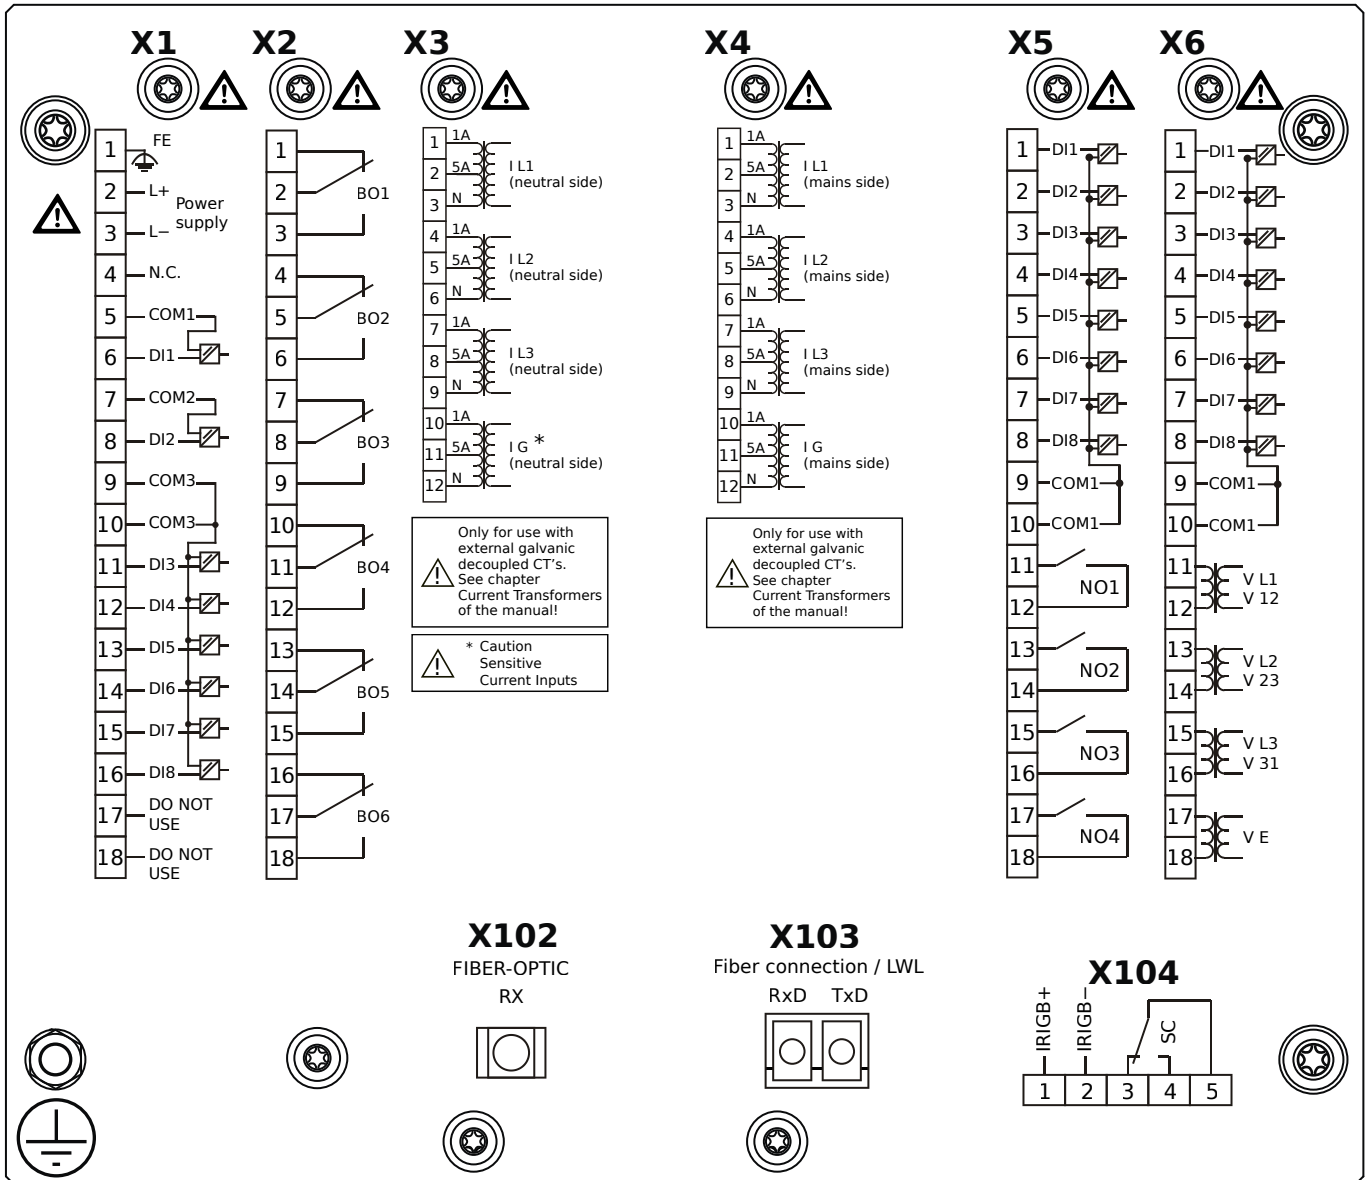 X1
1
FE
2
L+
Power
supply
3
L−
4
N.C.
5
COM1
6
DI1
7
COM2
8
DI2
9
COM3
10
COM3
11
DI3
12
DI4
13
DI5
14
DI6
15
DI7
16
DI8
17
DO NOT
USE
18
DO NOT
USE
X2
1
2
BO1
3
4
5
BO2
6
7
8
BO3
9
10
11
BO4
12
13
14
BO5
15
16
17
BO6
18
X3
1
1A
2
5A
I L1
(neutral side)
3
N
4
1A
5
5A
I L2
(neutral side)
6
N
7
1A
8
5A
I L3
(neutral side)
9
N
10
1A
11
5A
I G *
(neutral side)
12
N
Only for use with
external galvanic
decoupled CT's.
See chapter
Current Transformers
of the manual!
* Caution
Sensitive
Current Inputs
X4
1
1A
2
5A
I L1
(mains side)
3
N
4
1A
5
5A
I L2
(mains side)
6
N
7
1A
8
5A
I L3
(mains side)
9
N
10
1A
11
5A
I G
(mains side)
12
N
Only for use with
external galvanic
decoupled CT's.
See chapter
Current Transformers
of the manual!
X5
1
DI1
2
DI2
3
DI3
4
DI4
5
DI5
6
DI6
7
DI7
8
DI8
9
COM1
10
COM1
11
NO1
12
13
NO2
14
15
NO3
16
17
NO4
18
X6
1
DI1
2
DI2
3
DI3
4
DI4
5
DI5
6
DI6
7
DI7
8
DI8
9
COM1
10
COM1
11
V L1
V 12
12
13
V L2
V 23
14
15
V L3
V 31
16
17
V E
18
X102
FIBER-OPTIC
RX
X103
Fiber connection / LWL
RxD TxD
X104
IRIGB+
IRIGB−
SC
1 2 3 4 5